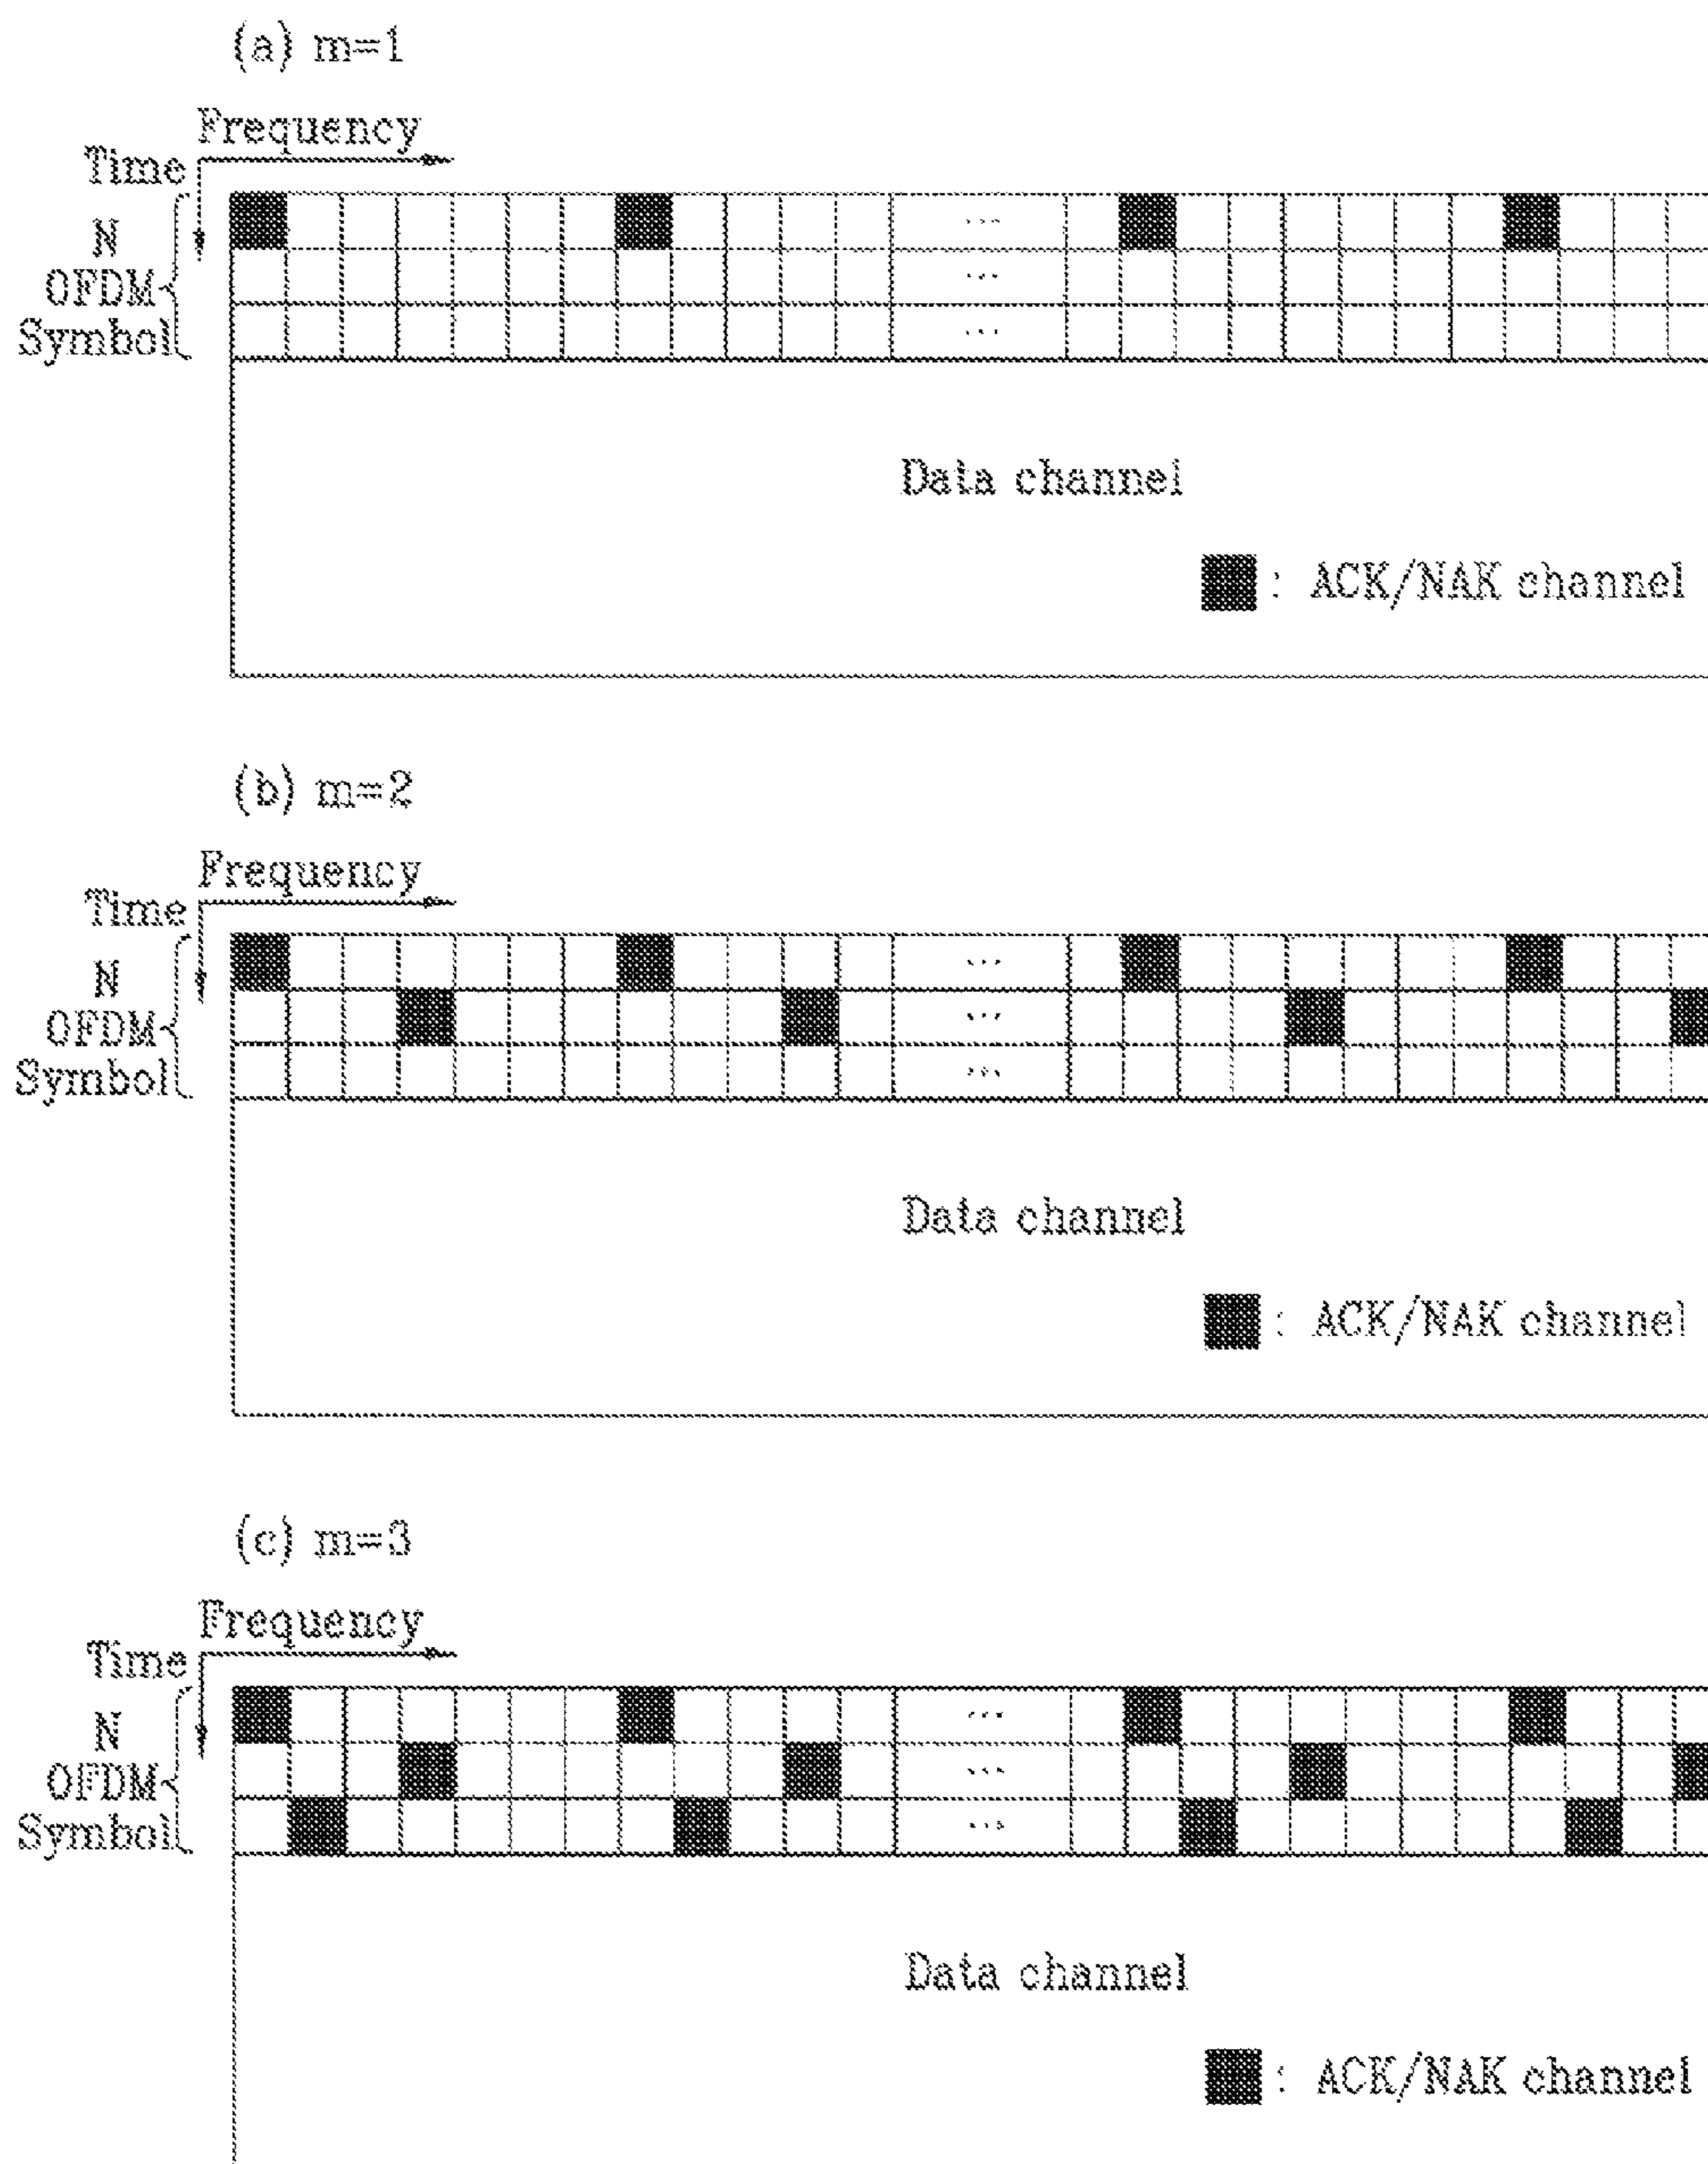 (a) m=1
Frequency
Time
N
OFDM
Symbol
...
...
...
Data channel
: ACK/NAK channel
(b) m=2
Frequency
Time
N
OFDM
Symbol
...
...
...
Data channel
: ACK/NAK channel
(c) m=3
Frequency
Time
N
OFDM
Symbol
...
...
...
Data channel
: ACK/NAK channel